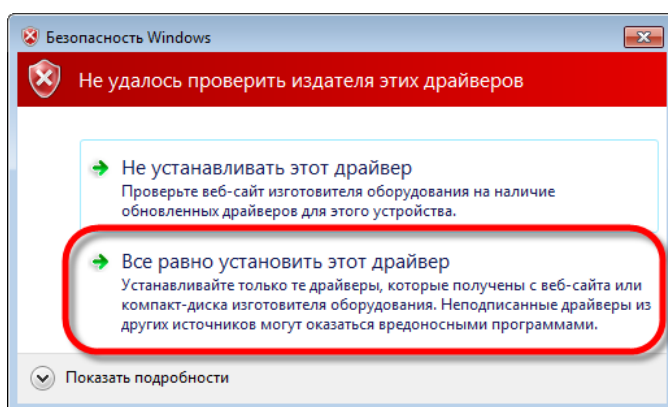 Безопасность Windows
Не удалось проверить издателя этих драйверов
Не устанавливать этот драйвер
Проверьте веб-сайт изготовителя оборудования на наличие
обновленных драйверов для этого устройства.
Все равно установить этот драйвер
Устанавливайте только те драйверы, которые получены с веб-сайта или
компакт-диска изготовителя оборудования. Неподписанные драйверы из
других источников могут оказаться вредоносными программами.
Показать подробности